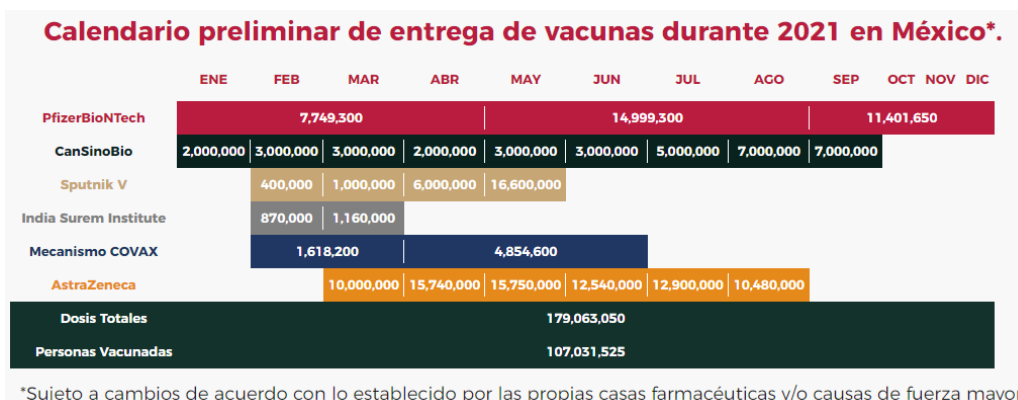 Calendario preliminar de entrega de vacunas durante 2021 en México*.
ENE FEB MAR ABR MAY JUN JUL AGO SEP OCT NOV DIC
PfizerBioNTech 7,749,300 14,999,300 11,401,650
CanSinoBio 2,000,000 3,000,000 3,000,000 2,000,000 3,000,000 3,000,000 5,000,000 7,000,000 7,000,000
Sputnik V 400,000 1,000,000 6,000,000 16,600,000
India Surem Institute 870,000 1,160,000
Mecanismo COVAX 1,618,200 4,854,600
AstraZeneca 10,000,000 15,740,000 15,750,000 12,540,000 12,900,000 10,480,000
Dosis Totales 179,063,050
Personas Vacunadas 107,031,525
*Sujeto a cambios de acuerdo con lo establecido por las propias casas farmacéuticas y/o causas de fuerza mayor